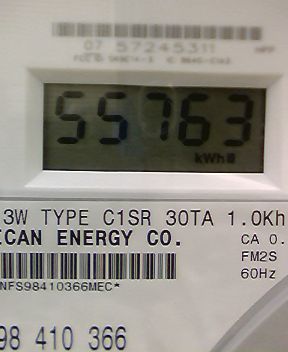 07 57245311
55763
kWh
3W TYPE C1SR 30TA 1.0Kh
ICAN ENERGY CO.
CA 0.
FM2S
60Hz
NFS98410366MEC*
98 410 366